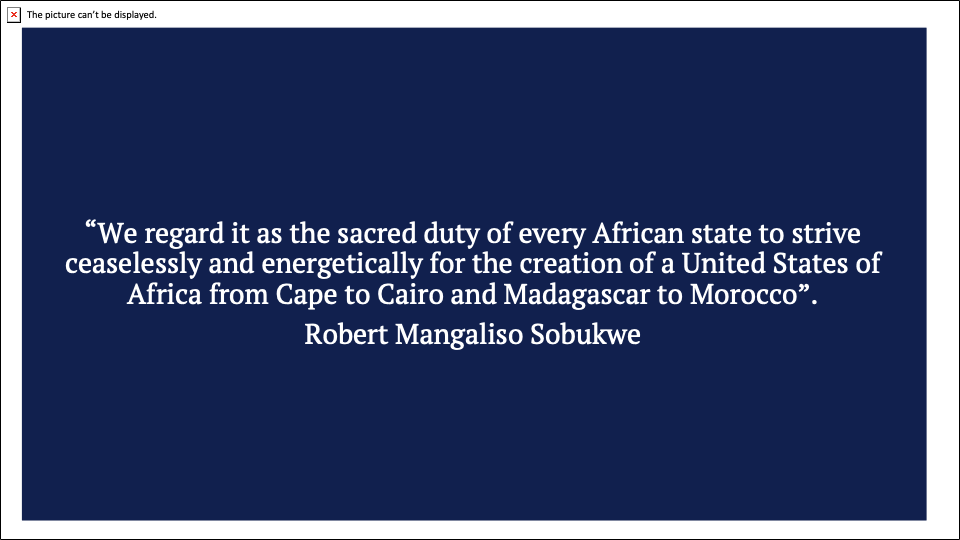 The picture can't be displayed.
“We regard it as the sacred duty of every African state to strive
ceaselessly and energetically for the creation of a United States of
Africa from Cape to Cairo and Madagascar to Morocco”.
Robert Mangaliso Sobukwe